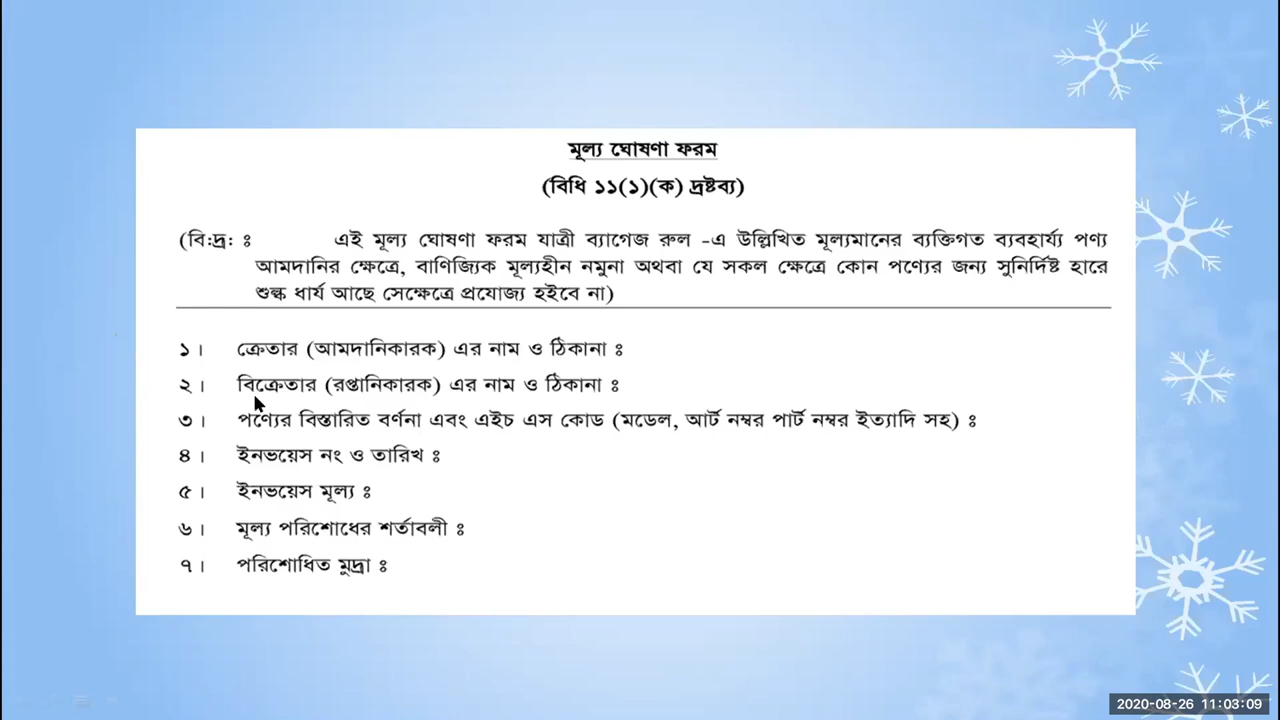 মূল্য ঘোষণা ফরম
(বিধি ১১(১)(ক) দ্রষ্টব্য)
(বি:দ্র: ঃ এই মূল্য ঘোষণা ফরম যাত্রী ব্যাগেজ রুল -এ উল্লিখিত মূল্যমানের ব্যক্তিগত ব্যবহার্য্য পণ্য
আমদানির ক্ষেত্রে, বাণিজ্যিক মূল্যহীন নমুনা অথবা যে সকল ক্ষেত্রে কোন পণ্যের জন্য সুনির্দিষ্ট হারে
শুল্ক ধার্য আছে সেক্ষেত্রে প্রযোজ্য হইবে না)
১। ক্রেতার (আমদানিকারক) এর নাম ও ঠিকানা ঃ
২। বিক্রেতার (রপ্তানিকারক) এর নাম ও ঠিকানা ঃ
৩। পণ্যের বিস্তারিত বর্ণনা এবং এইচ এস কোড (মডেল, আর্ট নম্বর পার্ট নম্বর ইত্যাদি সহ) ঃ
৪। ইনভয়েস নং ও তারিখ ঃ
৫। ইনভয়েস মূল্য ঃ
৬। মূল্য পরিশোধের শর্তাবলী ঃ
৭। পরিশোধিত মুদ্রা ঃ
2020-08-26 11:03:09